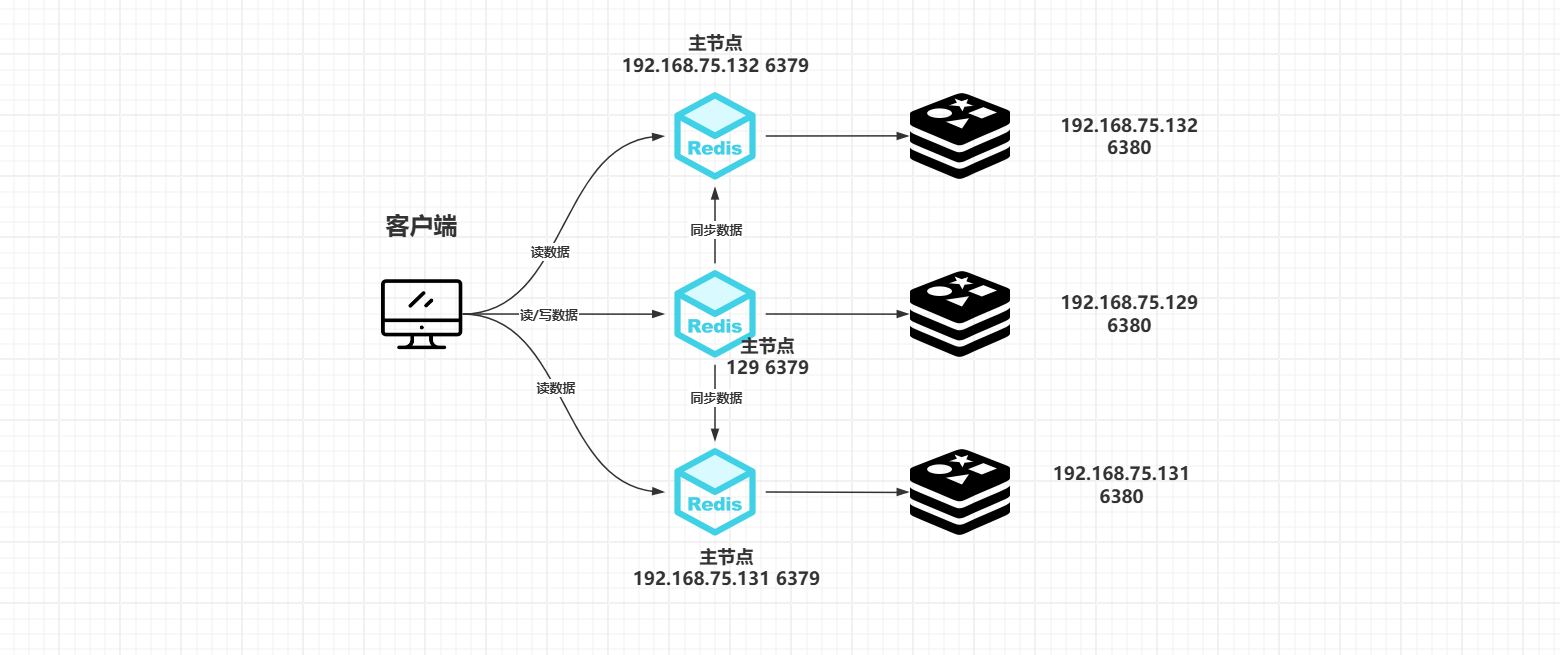 主节点
192.168.75.132 6379
Redis
192.168.75.132
6380
客户端
读数据
同步数据
读/写数据
Redis
主节点
129 6379
192.168.75.129
6380
读数据
同步数据
Redis
192.168.75.131
6380
主节点
192.168.75.131 6379